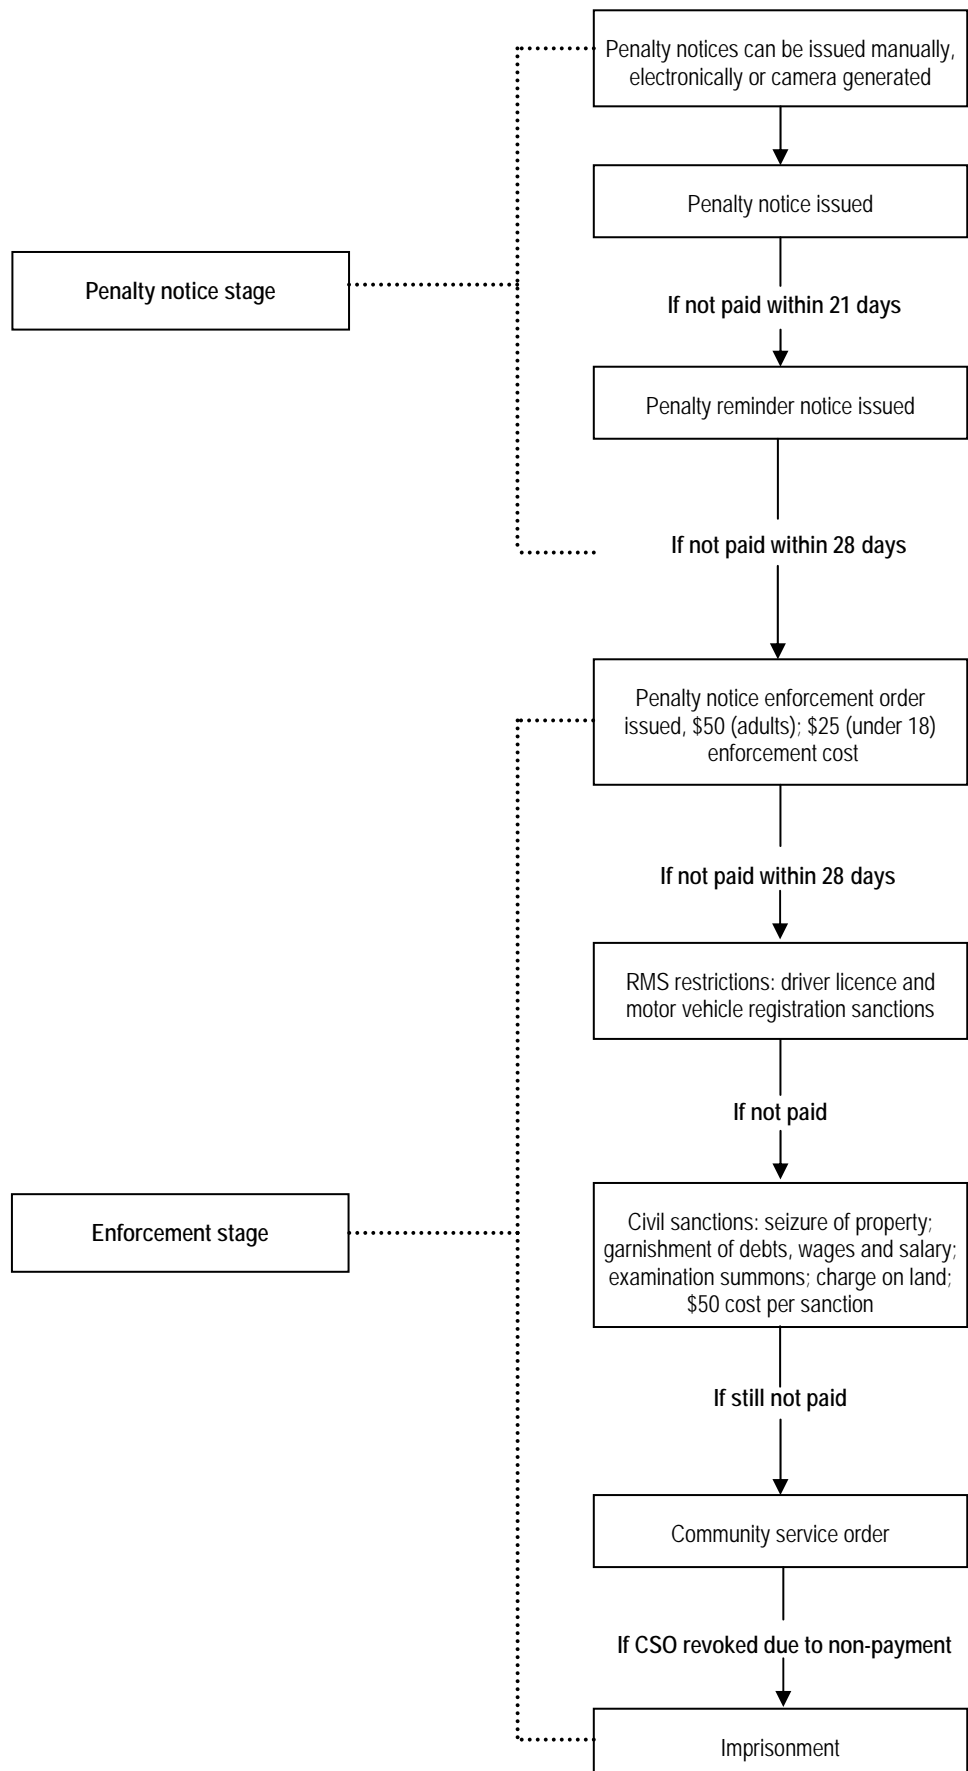 Penalty notices can be issued manually,
electronically or camera generated
Penalty notice issued
Penalty notice stage
If not paid within 21 days
Penalty reminder notice issued
If not paid within 28 days
Penalty notice enforcement order
issued, $50 (adults); $25 (under 18)
enforcement cost
If not paid within 28 days
RMS restrictions: driver licence and
motor vehicle registration sanctions
If not paid
Enforcement stage
Civil sanctions: seizure of property;
garnishment of debts, wages and salary;
examination summons; charge on land;
$50 cost per sanction
If still not paid
Community service order
If CSO revoked due to non-payment
Imprisonment